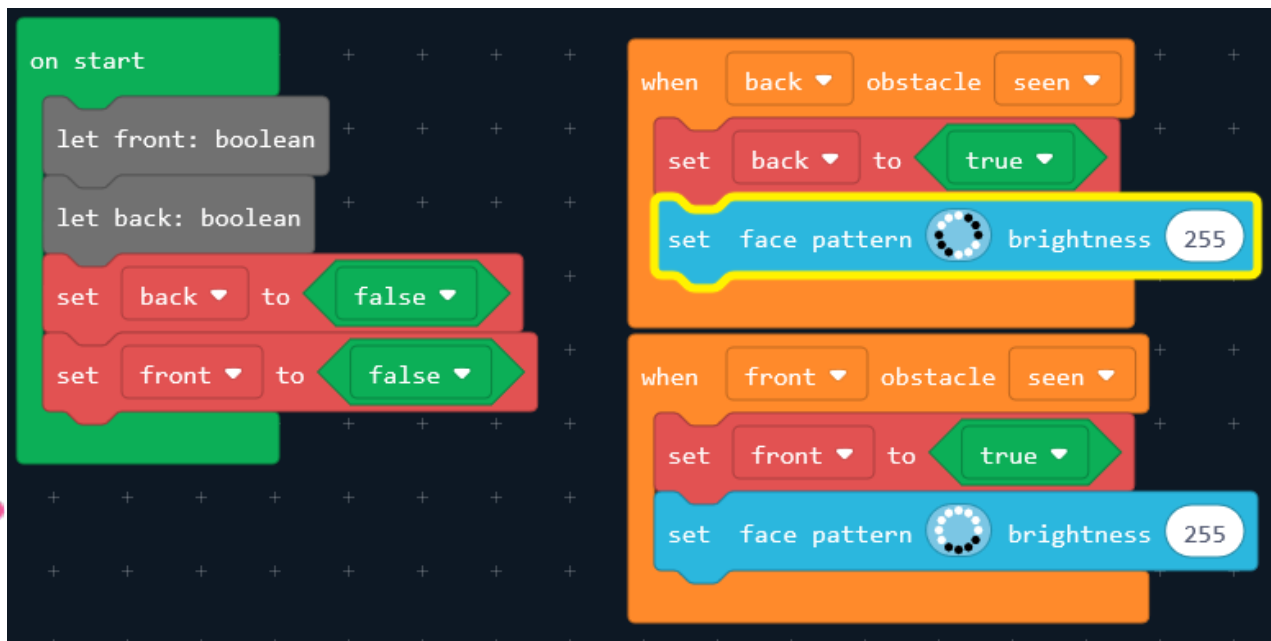 on start
let front: boolean
let back: boolean
set back to false
set front to false
when back obstacle seen
set back to true
set face pattern brightness 255
when front obstacle seen
set front to true
set face pattern brightness 255